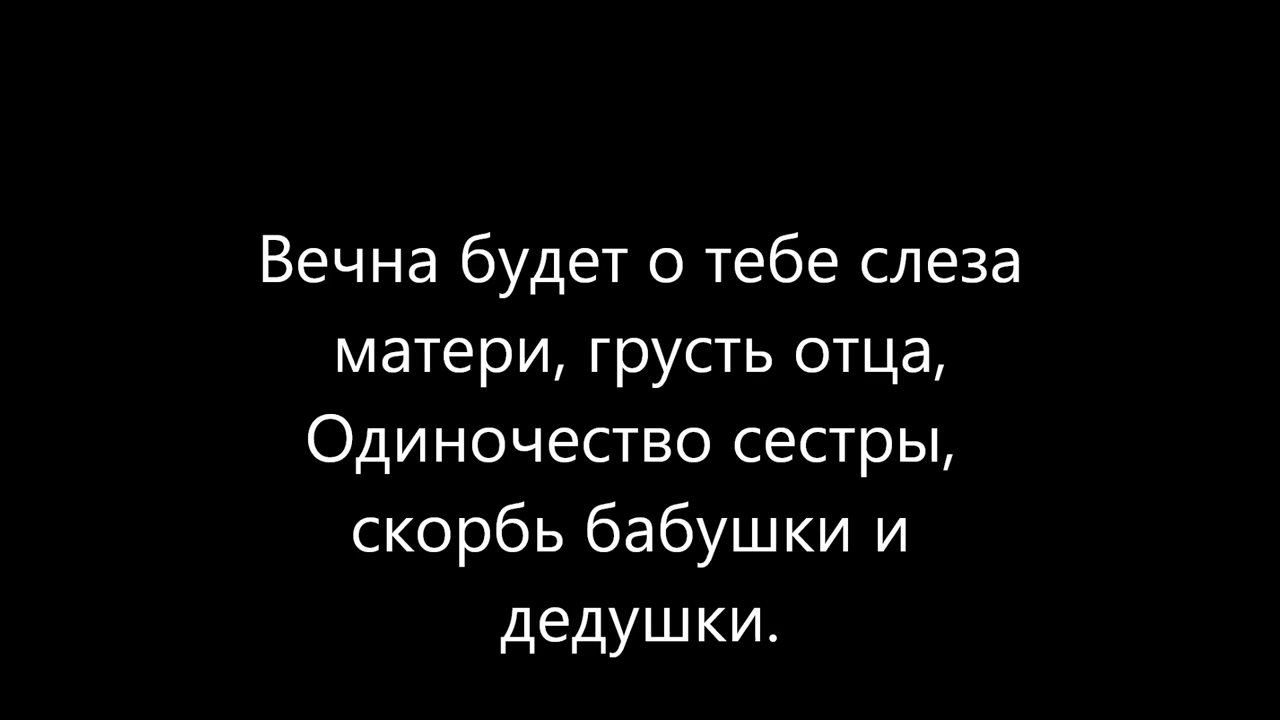 Вечна будет о тебе слеза
матери, грусть отца,
Одиночество сестры,
скорбь бабушки и
дедушки.